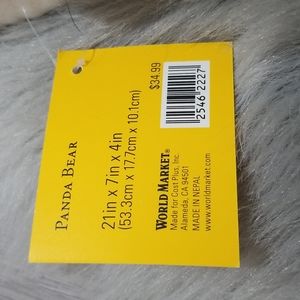 PANDA BEAR
21in x 7in x 4in
(53.3cm x 17.7cm x 10.1cm)
$34.99
2546 2227
WORLD MARKET®
Made for Cost Plus, Inc.
Alameda, CA 94501
MADE IN NEPAL
www.worldmarket.com